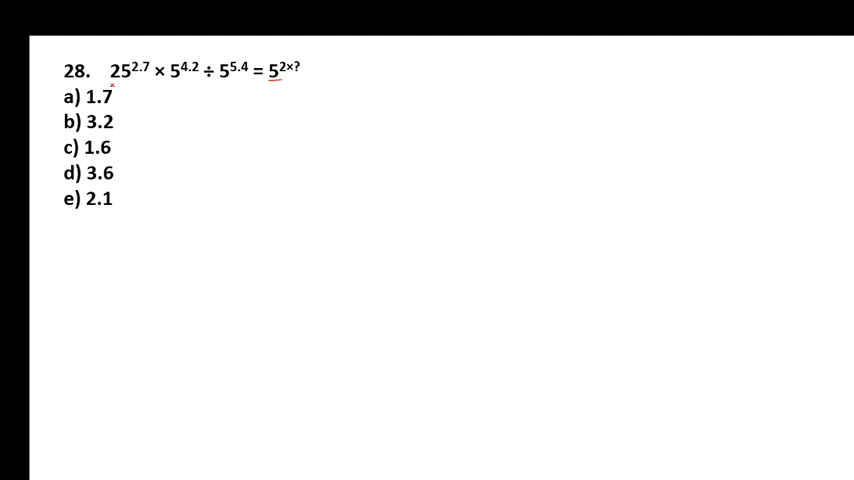 28. 25^2.7 × 5^4.2 ÷ 5^5.4 = 5^2×?
a) 1.7
b) 3.2
c) 1.6
d) 3.6
e) 2.1